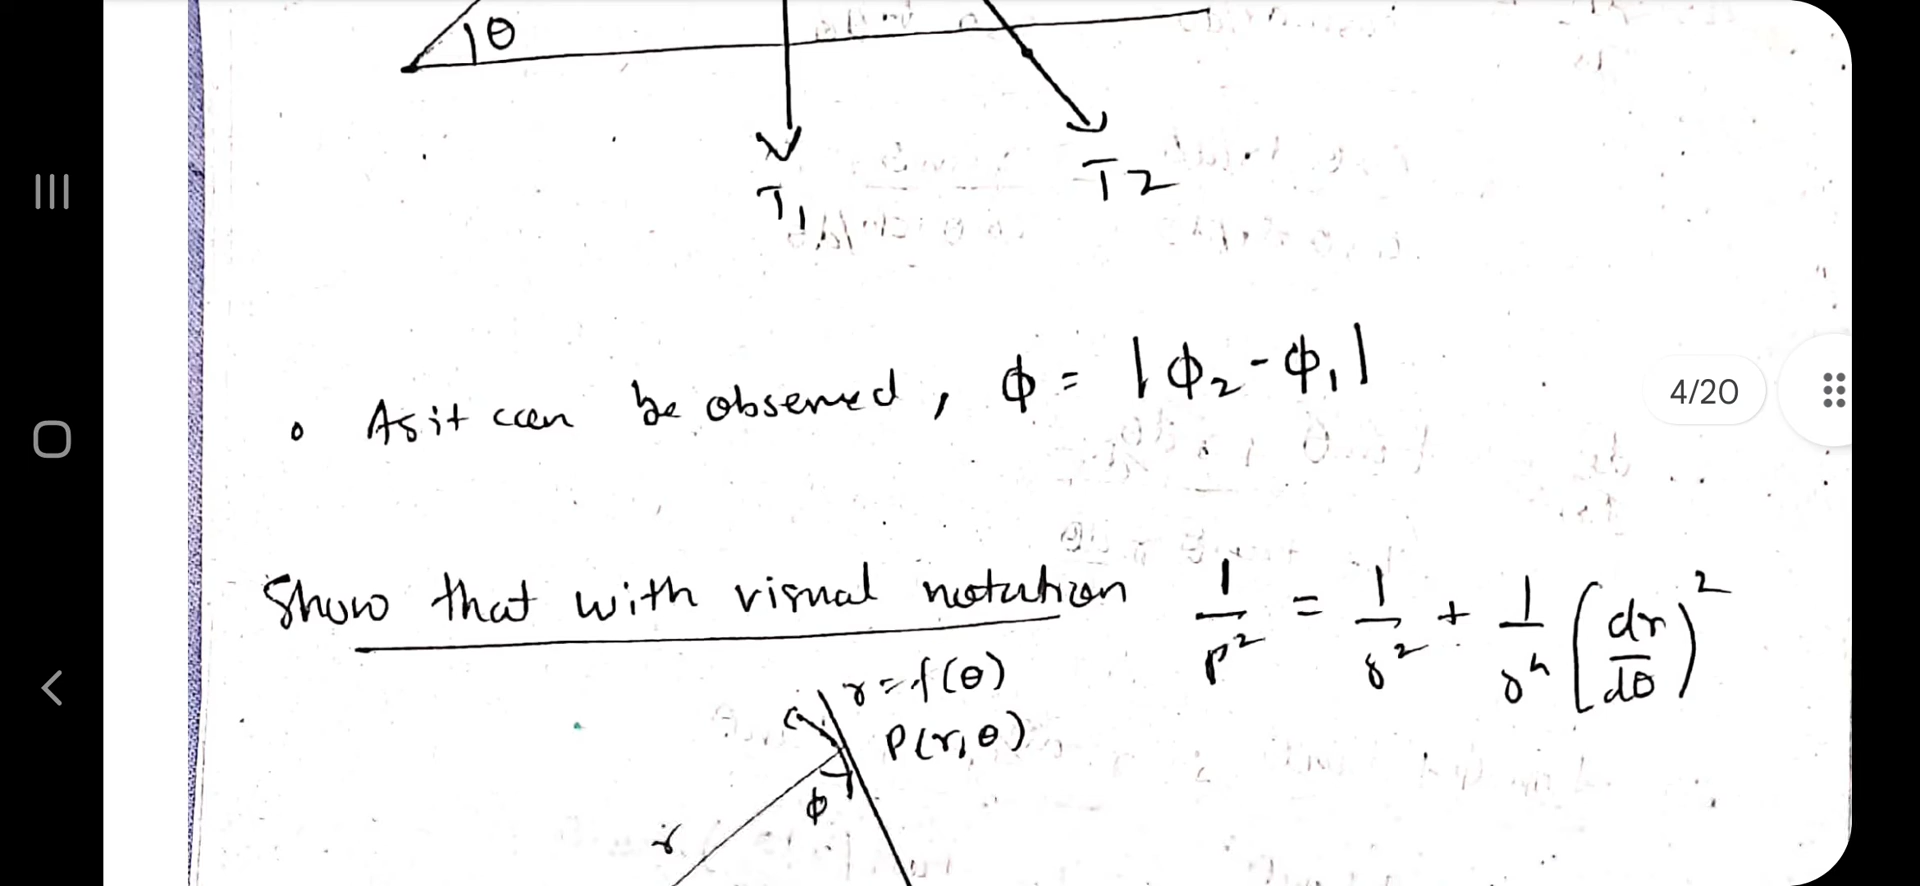 θ
T₁
T2
As it can be observed, ϕ = |ϕ₂ - ϕ₁|
4/20
Show that with visual notation 1/p² = 1/r² + 1/r⁴ (dr/dθ)²
r = f(θ)
P(r, θ)
ϕ
r